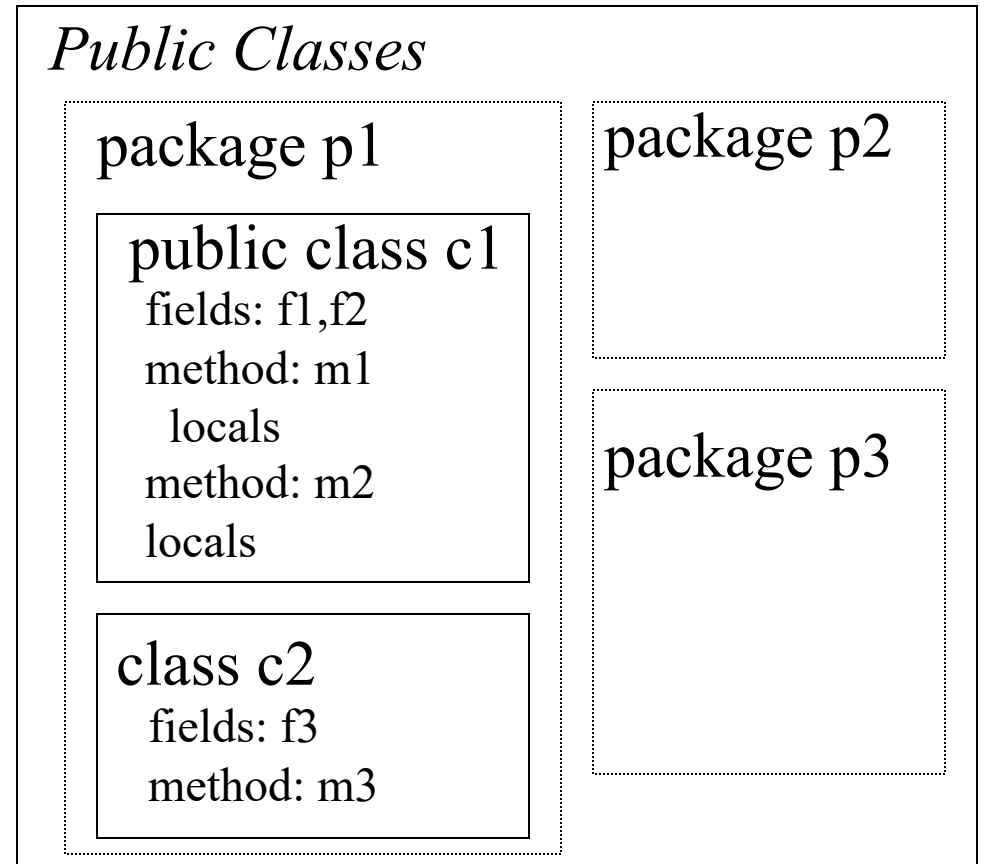 Public Classes
package p1
public class c1
fields: f1,f2
method: m1
locals
method: m2
locals
class c2
fields: f3
method: m3
package p2
package p3